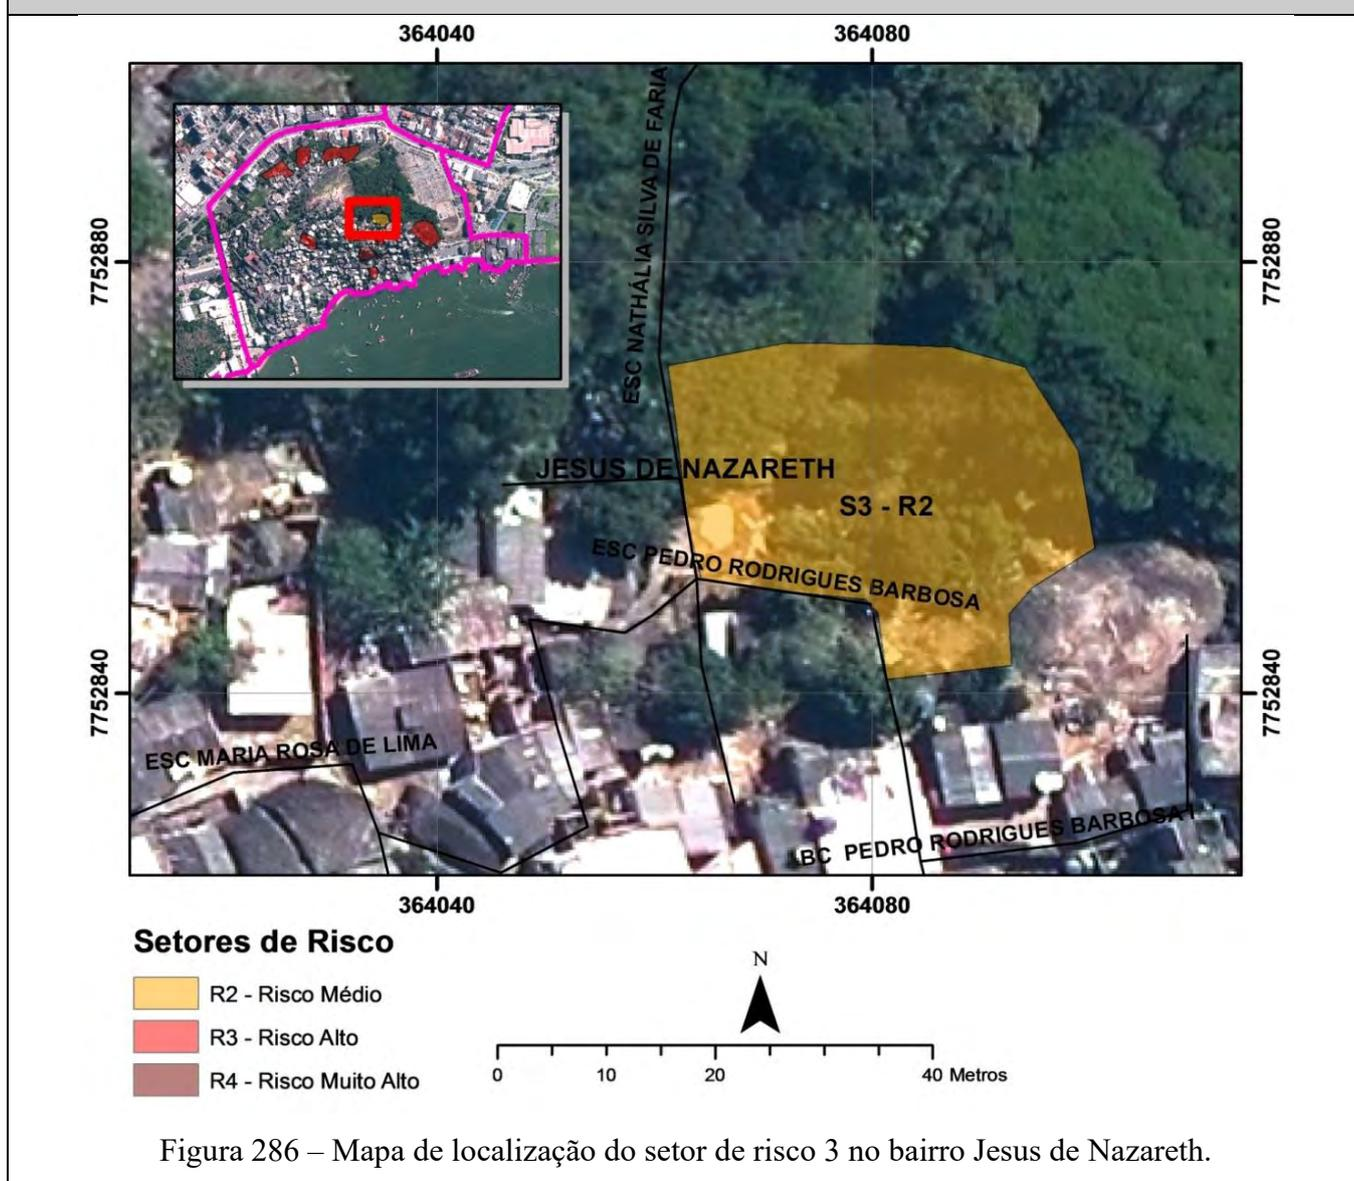 364040 364080
ESC NATHÁLIA SILVA DE FARIA
7752880 7752880
JESUS DE NAZARETH
S3 - R2
ESC PEDRO RODRIGUES BARBOSA
7752840 7752840
ESC MARIA ROSA DE LIMA
BC PEDRO RODRIGUES BARBOSA I
364040 364080
Setores de Risco
R2 - Risco Médio
R3 - Risco Alto
R4 - Risco Muito Alto
N
0 10 20 40 Metros
Figura 286 – Mapa de localização do setor de risco 3 no bairro Jesus de Nazareth.